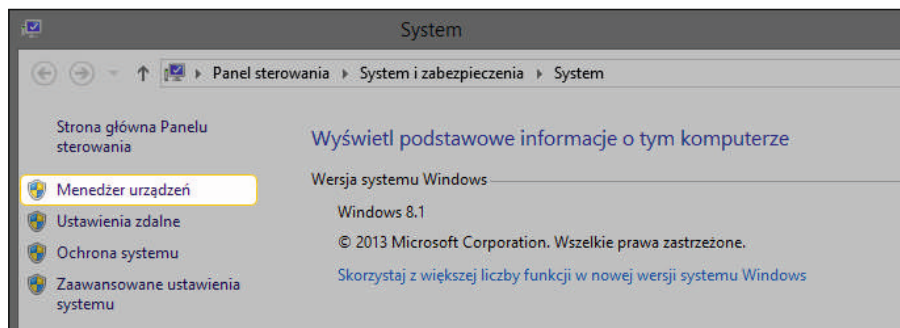 System
Panel sterowania System i zabezpieczenia System
Strona główna Panelu
sterowania
Menedżer urządzeń
Ustawienia zdalne
Ochrona systemu
Zaawansowane ustawienia
systemu
Wyświetl podstawowe informacje o tym komputerze
Wersja systemu Windows
Windows 8.1
© 2013 Microsoft Corporation. Wszelkie prawa zastrzeżone.
Skorzystaj z większej liczby funkcji w nowej wersji systemu Windows